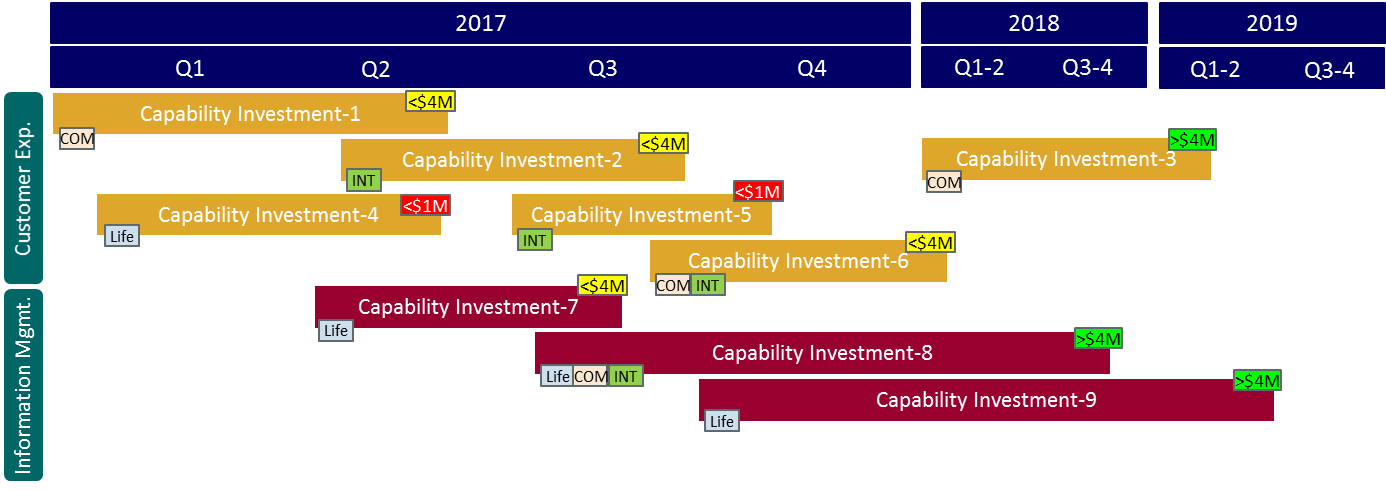 2017
2018
2019
Q1
Q2
Q3
Q4
Q1-2
Q3-4
Q1-2
Q3-4
Customer Exp.
Capability Investment-1
<$4M
COM
Capability Investment-2
<$4M
INT
Capability Investment-3
>$4M
COM
Capability Investment-4
<$1M
Life
Capability Investment-5
<$1M
INT
Capability Investment-6
<$4M
COM
INT
Information Mgmt.
Capability Investment-7
<$4M
Life
Capability Investment-8
>$4M
Life
COM
INT
Capability Investment-9
>$4M
Life